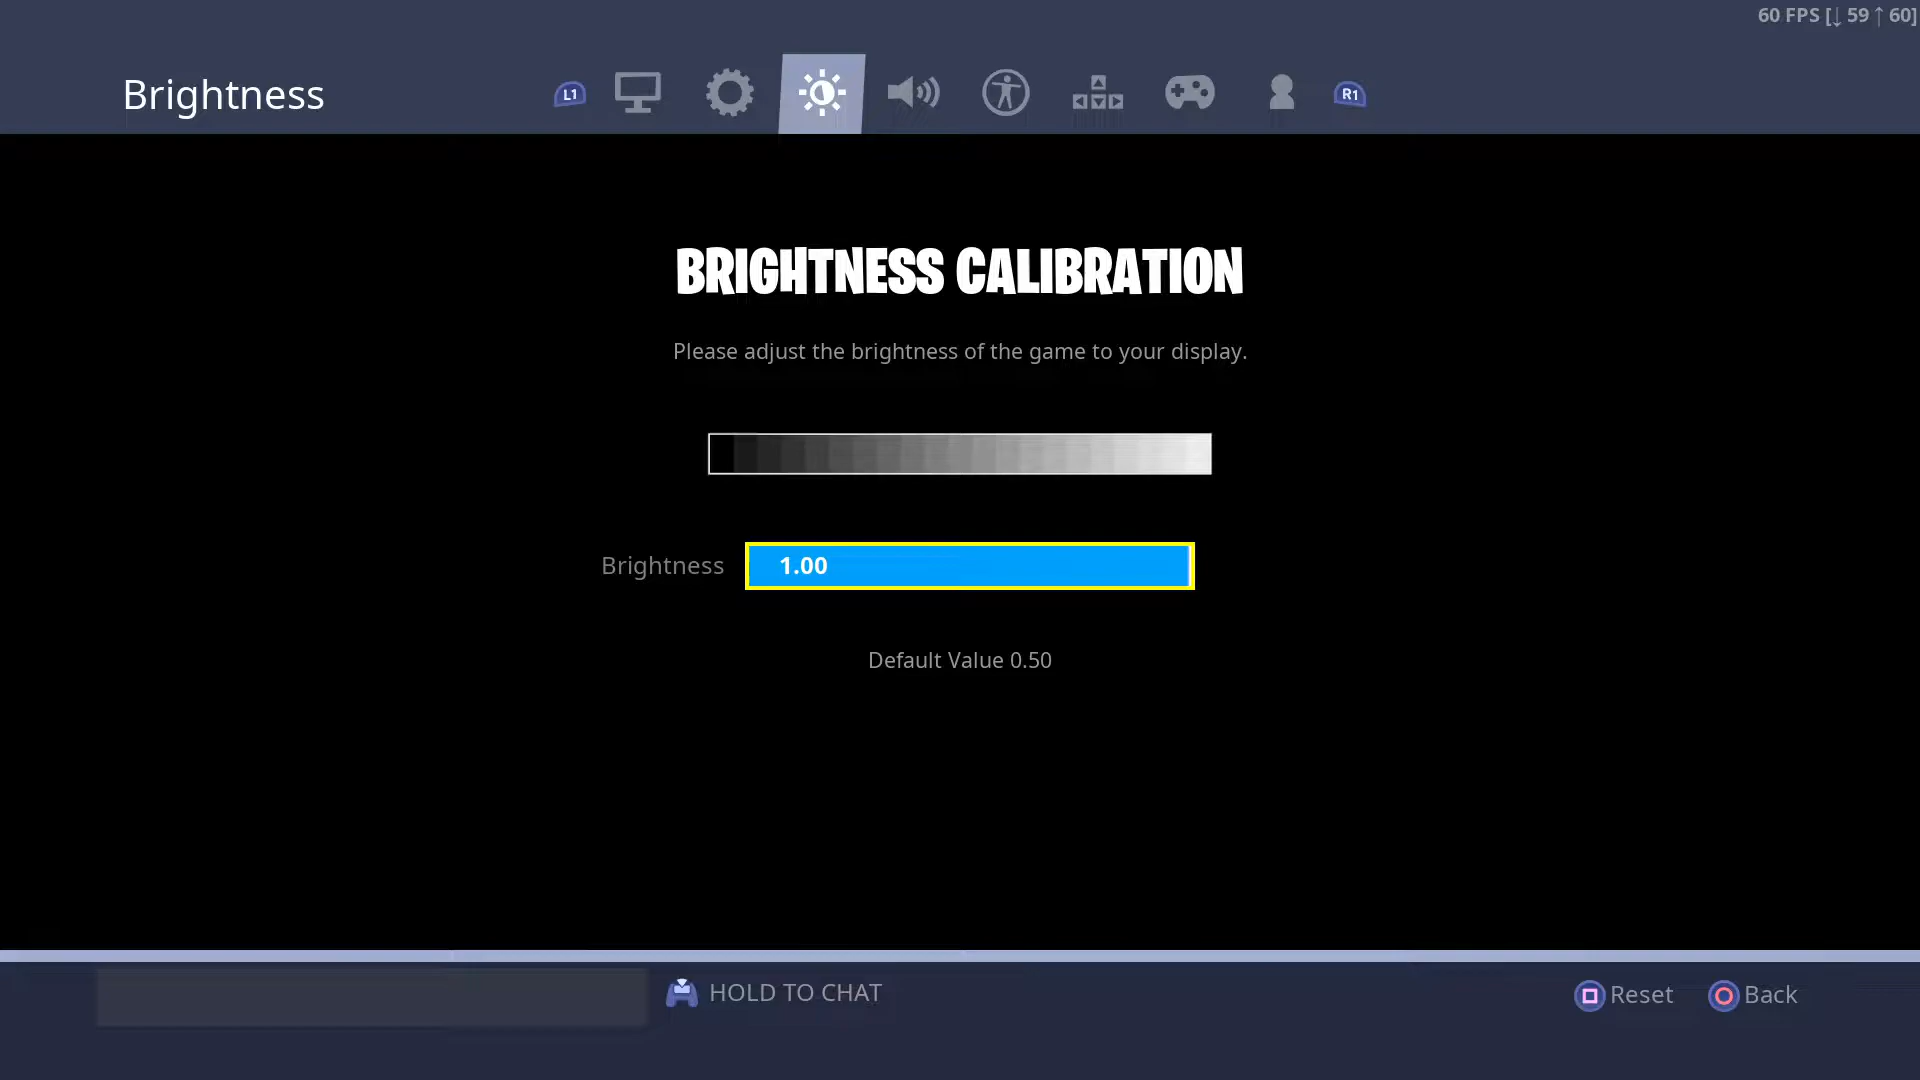 60 FPS [↓ 59 ↑ 60]
Brightness
L1
R1
BRIGHTNESS CALIBRATION
Please adjust the brightness of the game to your display.
Brightness
1.00
Default Value 0.50
HOLD TO CHAT
Reset
Back